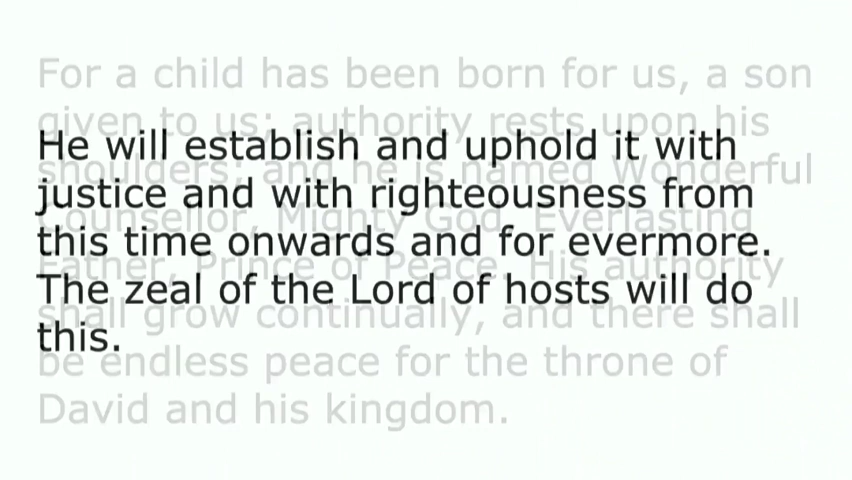 For a child has been born for us, a son
given to us; authority rests upon his
He will establish and uphold it with
shoulders; and he is named Wonderful
justice and with righteousness from
Counsellor, Mighty God, Everlasting
this time onwards and for evermore.
Father, Prince of Peace. His authority
The zeal of the Lord of hosts will do
shall grow continually, and there shall
this.
be endless peace for the throne of
David and his kingdom.